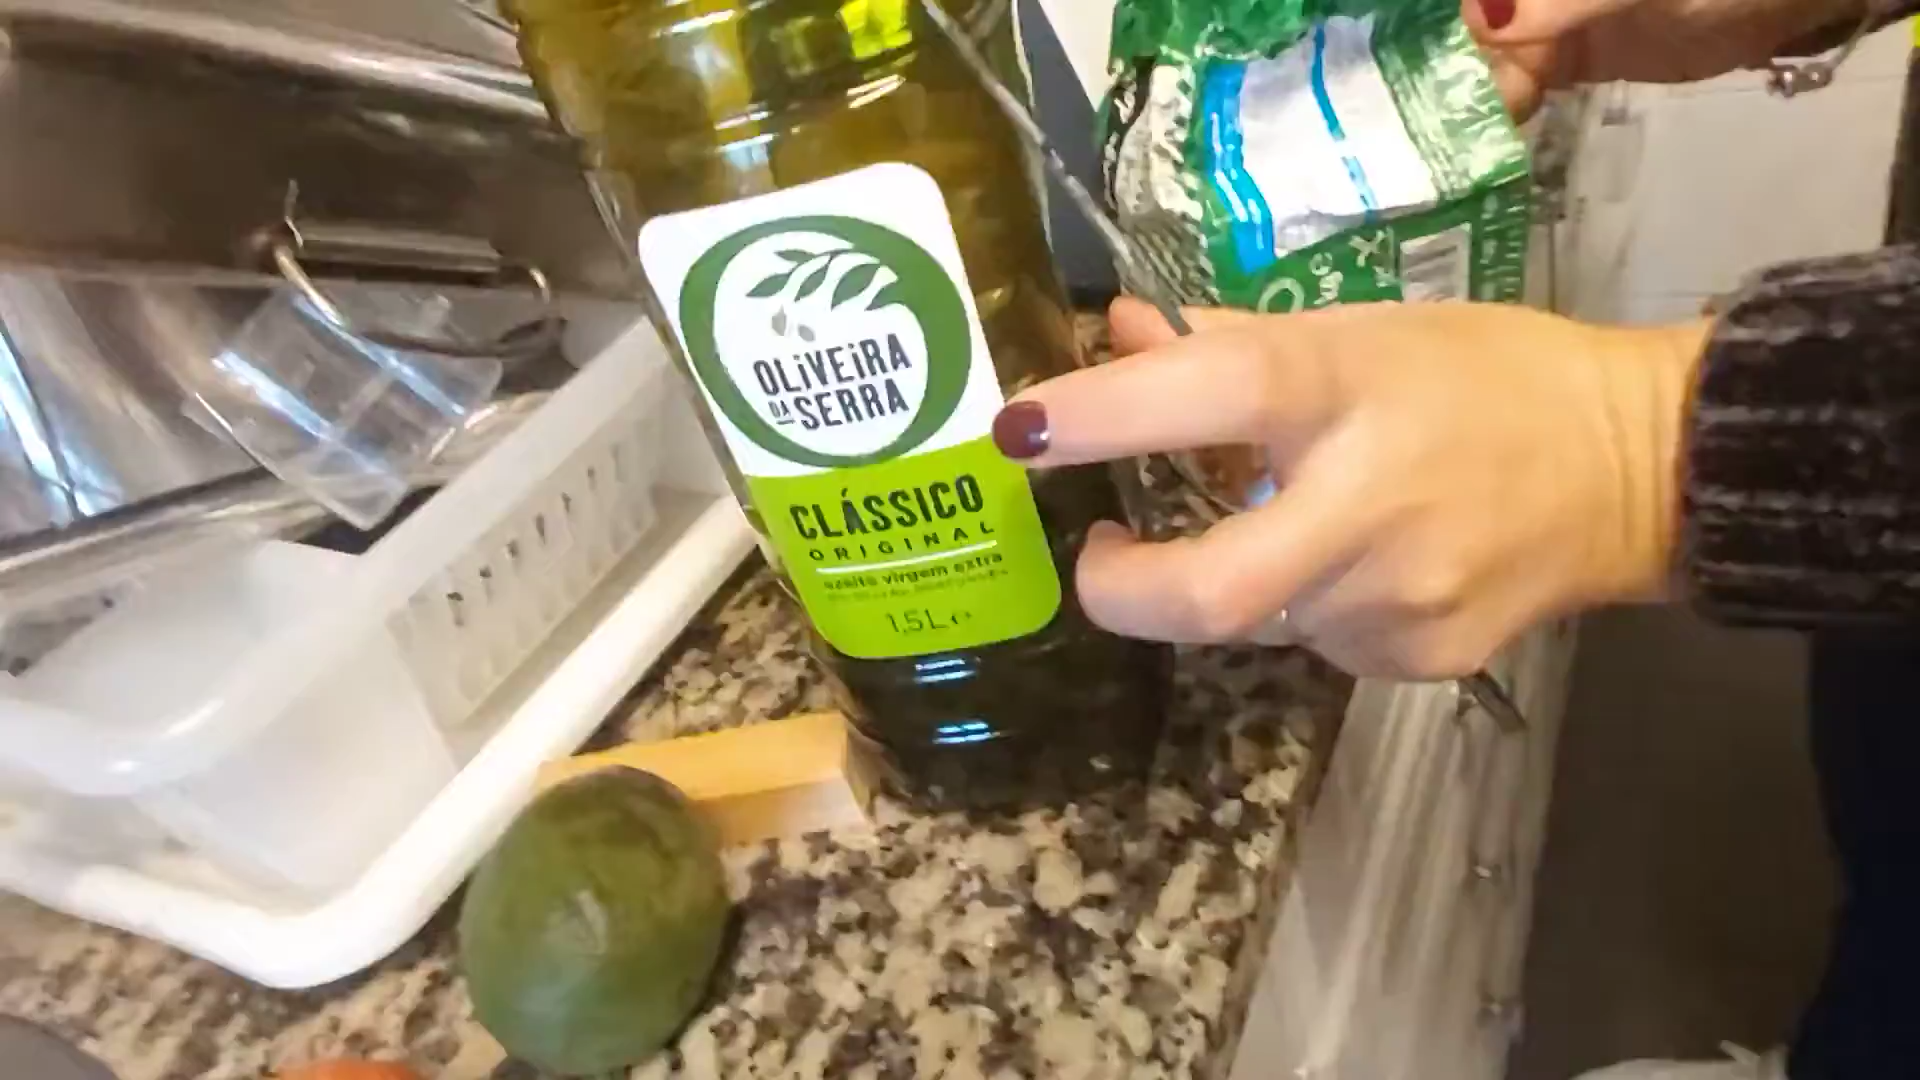 OLiVEiRA
DA SERRA
CLÁSSICO
ORIGINAL
azeite virgem extra
1,5L e